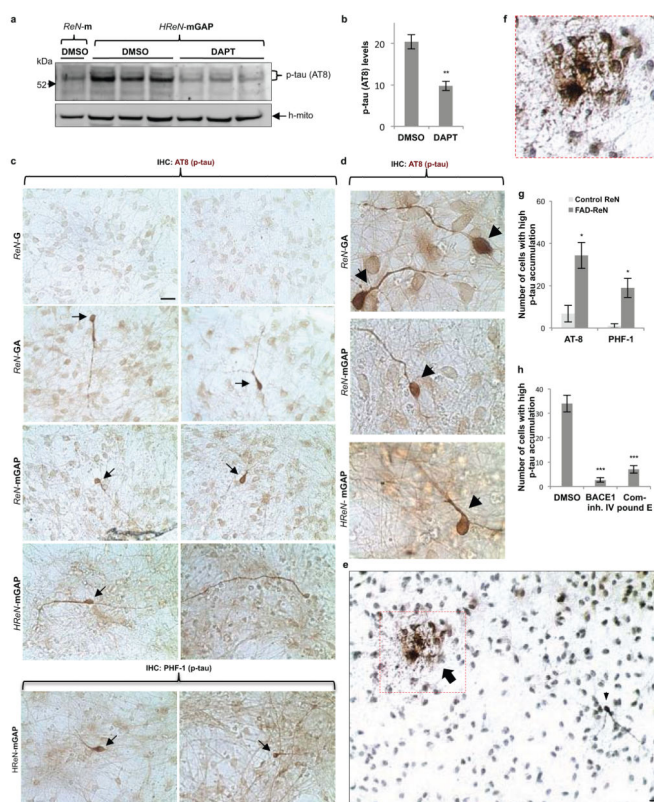 a
ReN-m
HReN-mGAP
DMSO
DMSO
DAPT
kDa
52
p-tau (AT8)
h-mito
b
p-tau (AT8) levels
30
20
10
0
**
DMSO
DAPT
f
c
IHC: AT8 (p-tau)
ReN-G
ReN-GA
ReN-mGAP
HReN-mGAP
IHC: PHF-1 (p-tau)
HReN-mGAP
d
IHC: AT8 (p-tau)
ReN-GA
ReN-mGAP
HReN-mGAP
g
Control ReN
FAD-ReN
Number of cells with high
p-tau accumulation
60
40
20
0
*
*
AT-8
PHF-1
h
Number of cells with high
p-tau accumulation
40
30
20
10
0
***
***
DMSO
BACE1
inh. IV
Com-
pound E
e